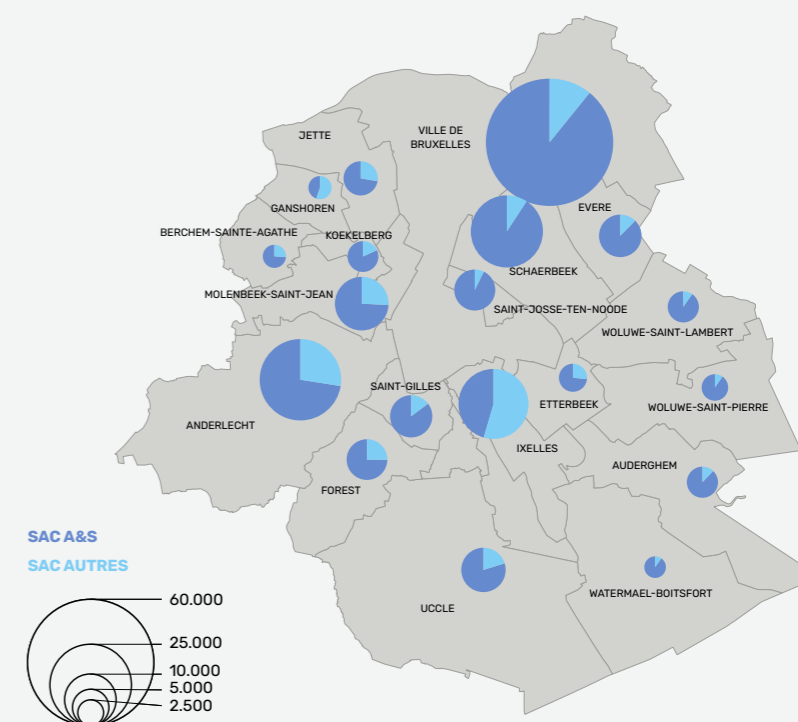 JETTE
VILLE DE
BRUXELLES
GANSHOREN
EVERE
BERCHEM-SAINTE-AGATHE
KOEKELBERG
SCHAERBEEK
MOLENBEEK-SAINT-JEAN
SAINT-JOSSE-TEN-NOODE
WOLUWE-SAINT-LAMBERT
SAINT-GILLES
ETTERBEEK
WOLUWE-SAINT-PIERRE
ANDERLECHT
IXELLES
AUDERGHEM
FOREST
SAC A&S
SAC AUTRES
WATERMAEL-BOITSFORT
UCCLE
60.000
25.000
10.000
5.000
2.500